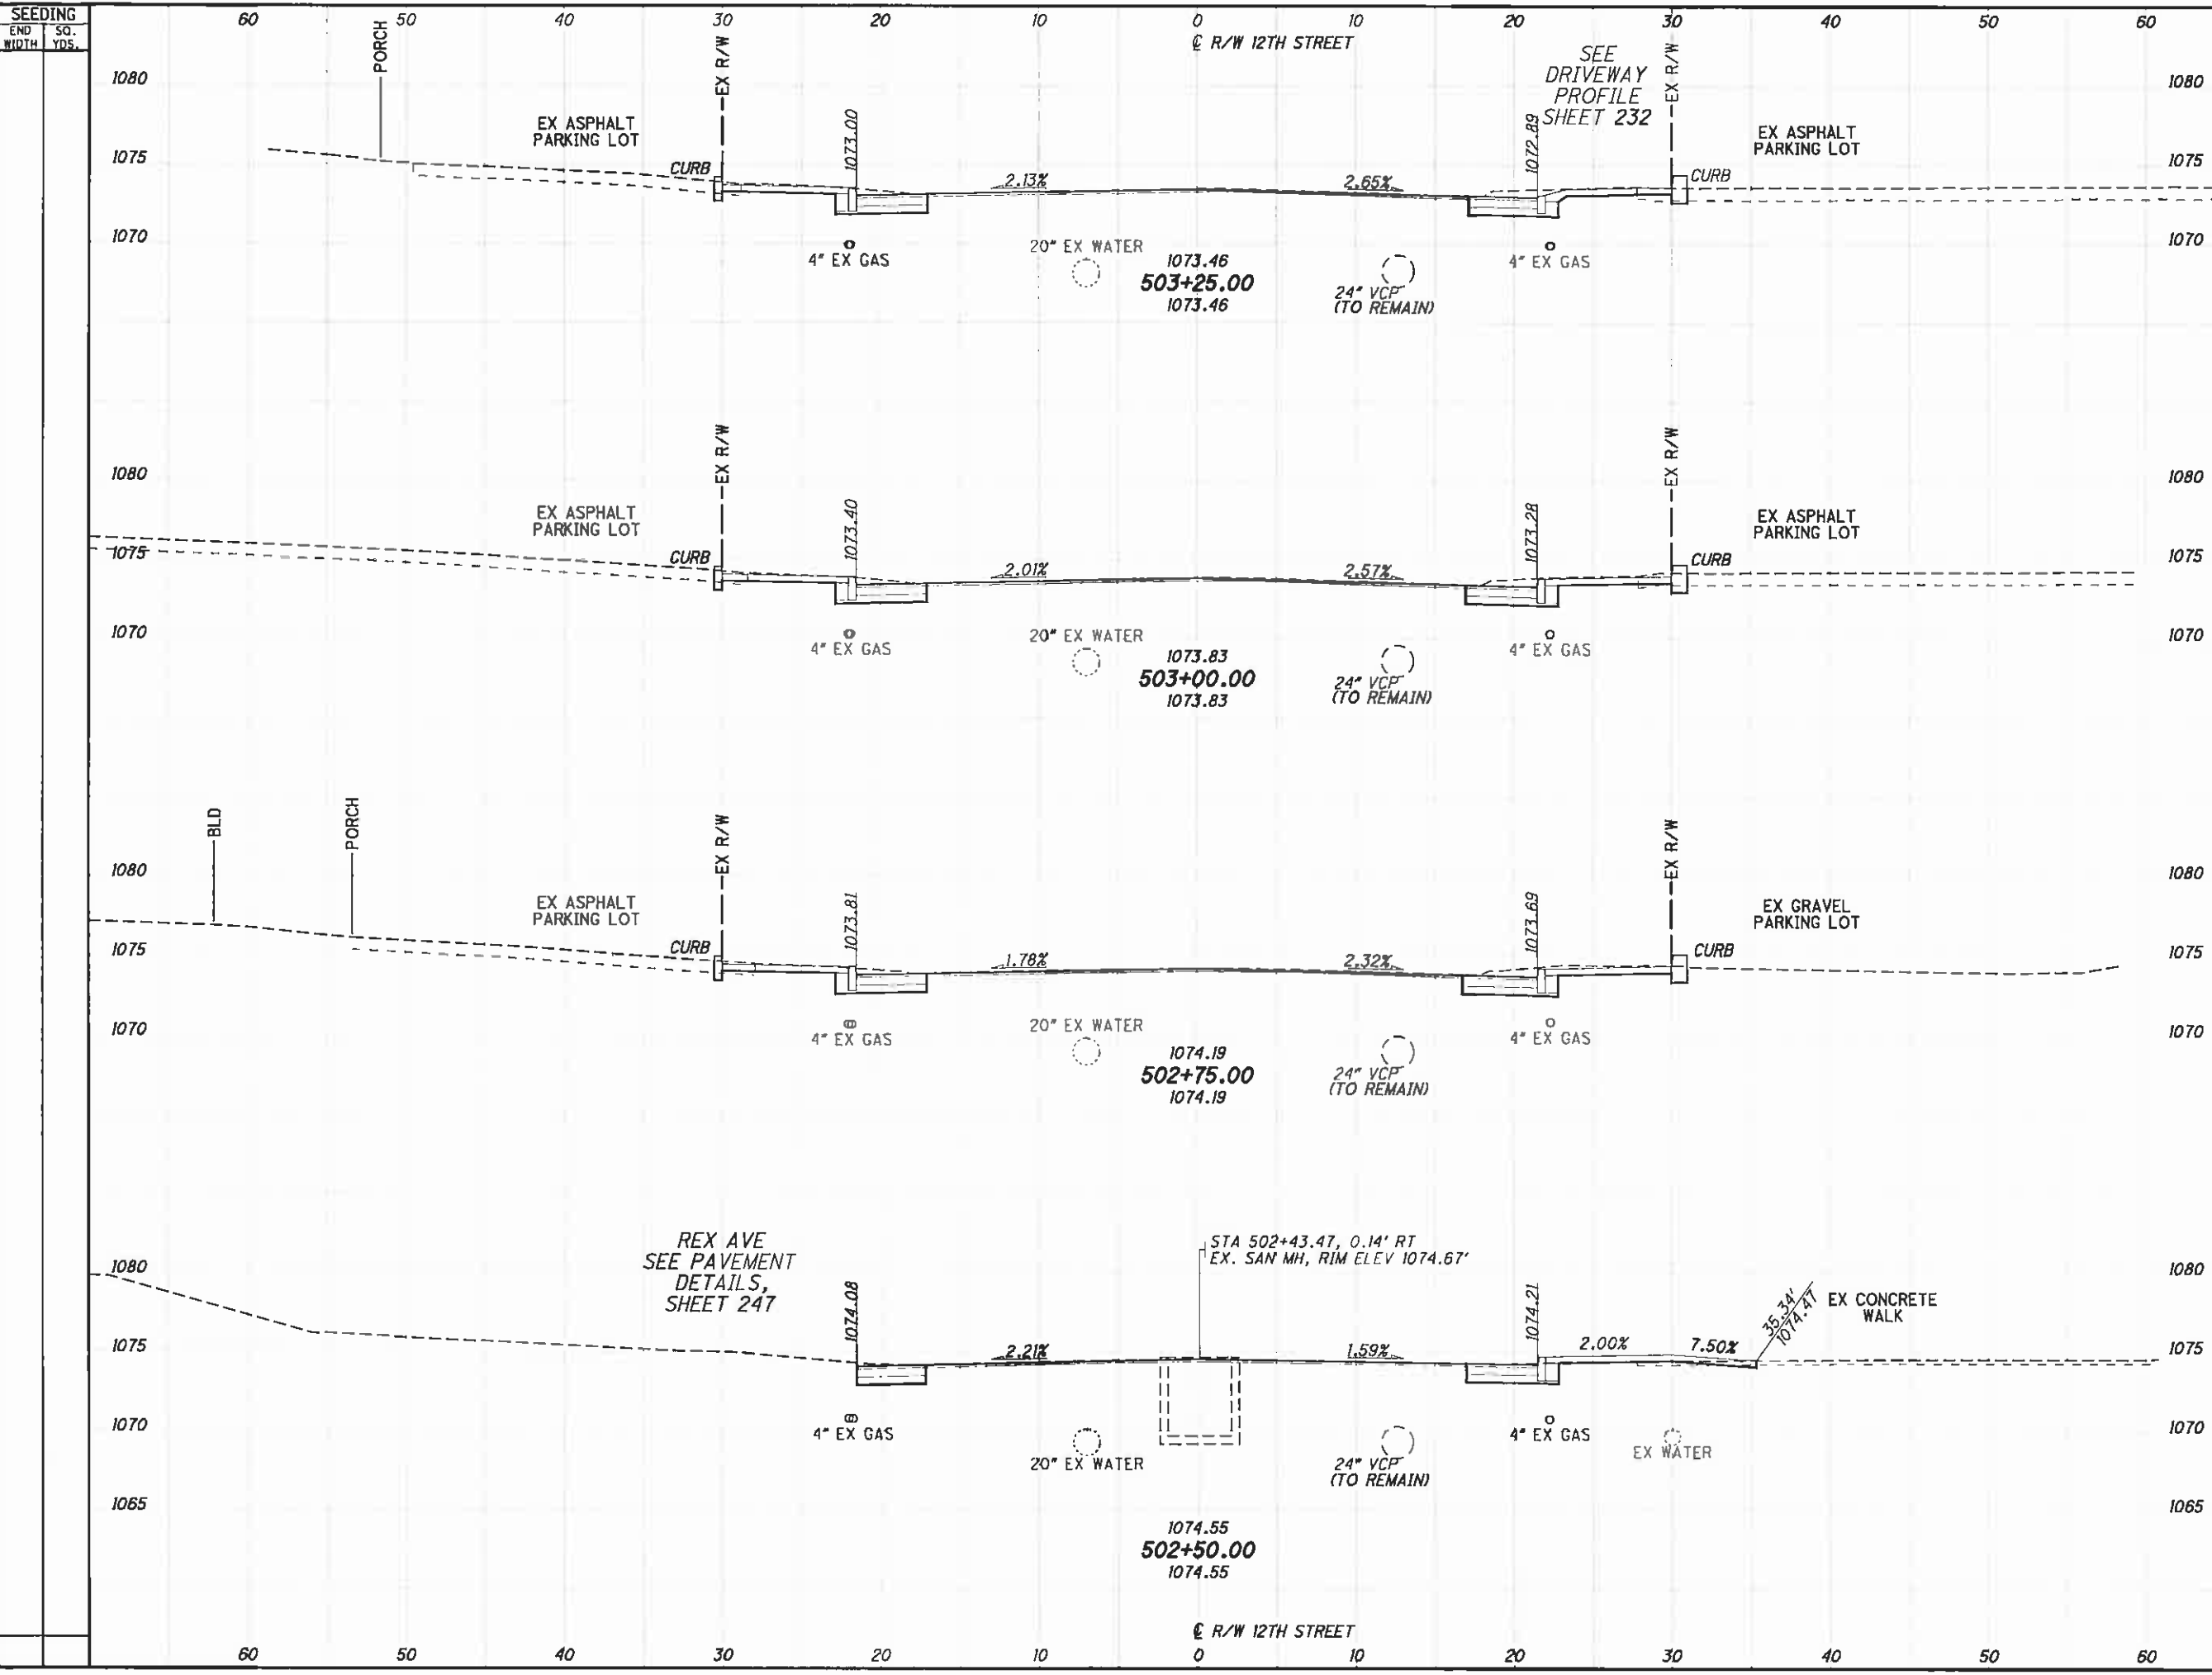 SEEDING
END WIDTH
SQ. YDS.
60 50 40 30 20 10 0 10 20 30 40 50 60
℄ R/W 12TH STREET
PORCH
EX R/W
SEE
DRIVEWAY
PROFILE
SHEET 232
EX R/W
1080
1080
EX ASPHALT
PARKING LOT
1073.00
1072.89
EX ASPHALT
PARKING LOT
1075
CURB
2.13%
2.65%
CURB
1075
1070
1070
4" EX GAS
20" EX WATER
1073.46
503+25.00
1073.46
24" VCP
(TO REMAIN)
4" EX GAS
EX R/W
EX R/W
1080
1080
EX ASPHALT
PARKING LOT
1073.40
1073.28
EX ASPHALT
PARKING LOT
1075
CURB
2.01%
2.57%
CURB
1075
1070
1070
4" EX GAS
20" EX WATER
1073.83
503+00.00
1073.83
24" VCP
(TO REMAIN)
4" EX GAS
BLD
PORCH
EX R/W
EX R/W
1080
1080
EX ASPHALT
PARKING LOT
1073.81
1073.69
EX GRAVEL
PARKING LOT
1075
CURB
1.78%
2.32%
CURB
1075
1070
1070
4" EX GAS
20" EX WATER
1074.19
502+75.00
1074.19
24" VCP
(TO REMAIN)
4" EX GAS
REX AVE
SEE PAVEMENT
DETAILS,
SHEET 247
STA 502+43.47, 0.14' RT
EX. SAN MH, RIM ELEV 1074.67'
1080
1080
1074.08
1074.21
35.34'
1074.47
EX CONCRETE
WALK
1075
2.21%
1.59%
2.00%
7.50%
1075
1070
1070
4" EX GAS
20" EX WATER
24" VCP
(TO REMAIN)
4" EX GAS
EX WATER
1065
1065
1074.55
502+50.00
1074.55
℄ R/W 12TH STREET
60 50 40 30 20 10 0 10 20 30 40 50 60